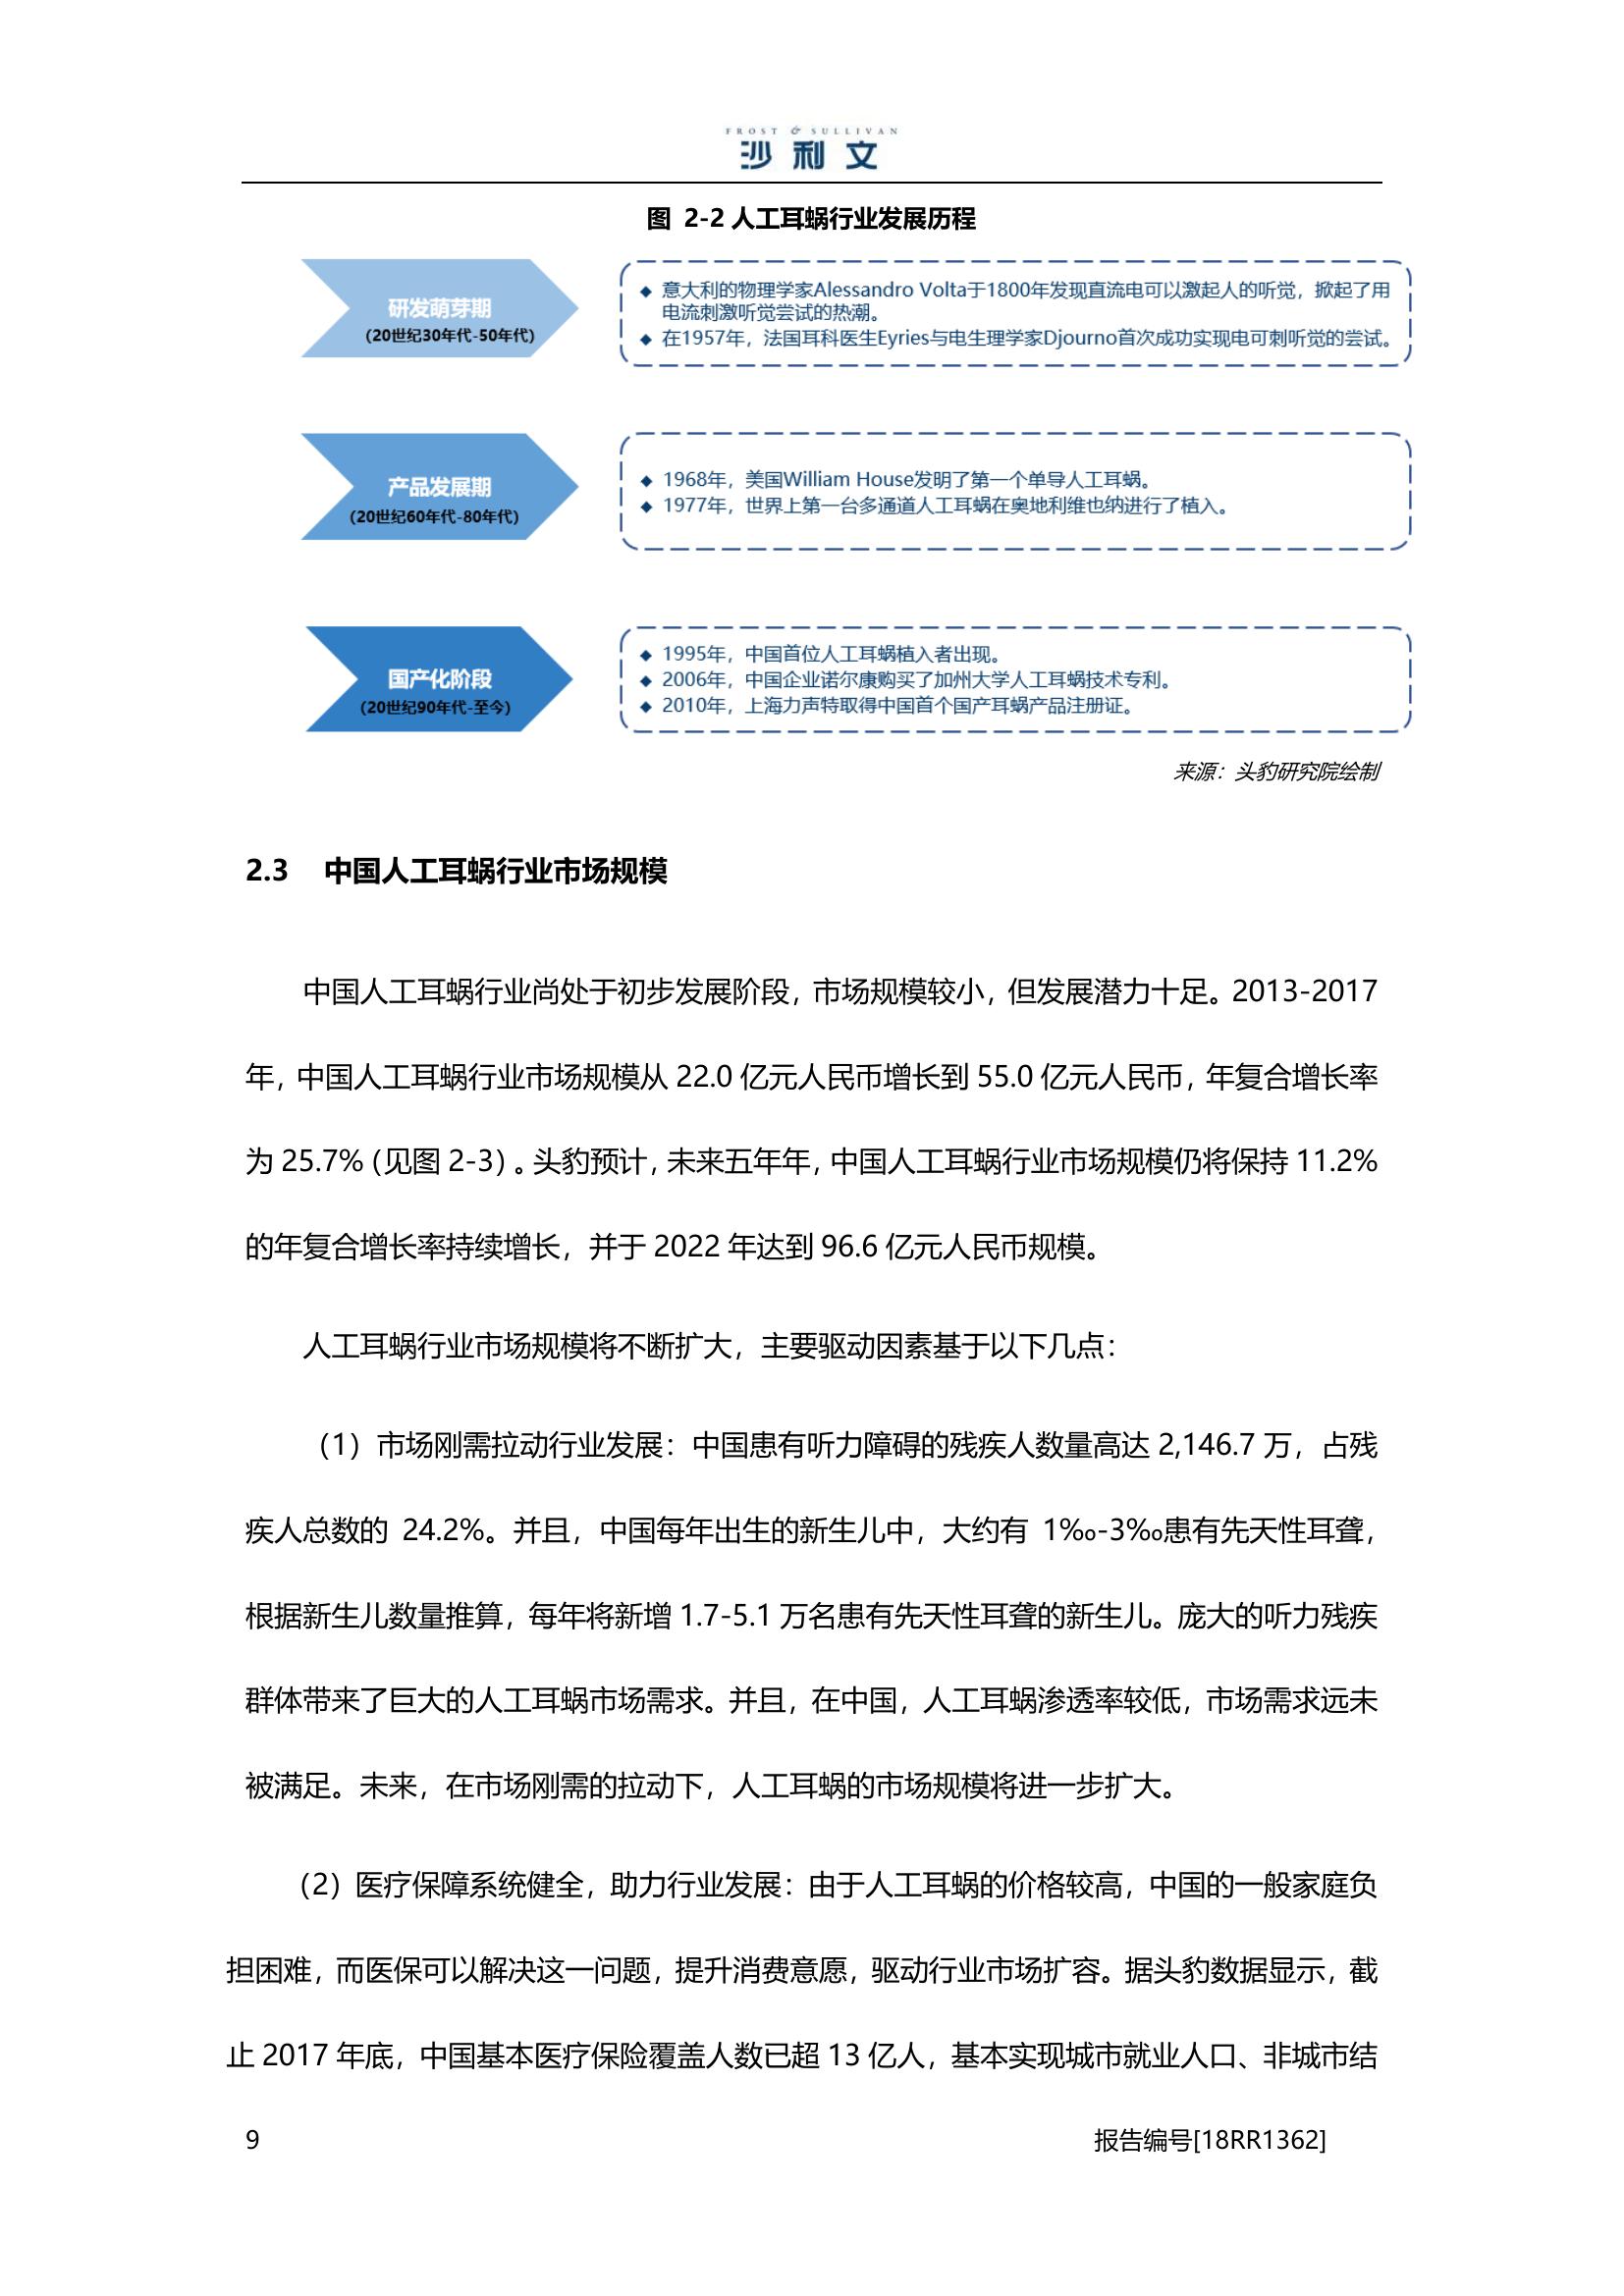 FROST & SULLIVAN
沙利文
图 2-2 人工耳蜗行业发展历程
研发萌芽期
(20世纪30年代-50年代)
◆ 意大利的物理学家Alessandro Volta于1800年发现直流电可以激起人的听觉，掀起了用
电流刺激听觉尝试的热潮。
◆ 在1957年，法国耳科医生Eyries与电生理学家Djourno首次成功实现电可刺听觉的尝试。
产品发展期
(20世纪60年代-80年代)
◆ 1968年，美国William House发明了第一个单导人工耳蜗。
◆ 1977年，世界上第一台多通道人工耳蜗在奥地利维也纳进行了植入。
国产化阶段
(20世纪90年代-至今)
◆ 1995年，中国首位人工耳蜗植入者出现。
◆ 2006年，中国企业诺尔康购买了加州大学人工耳蜗技术专利。
◆ 2010年，上海力声特取得中国首个国产耳蜗产品注册证。
来源：头豹研究院绘制
2.3 中国人工耳蜗行业市场规模
中国人工耳蜗行业尚处于初步发展阶段，市场规模较小，但发展潜力十足。2013-2017
年，中国人工耳蜗行业市场规模从 22.0 亿元人民币增长到 55.0 亿元人民币，年复合增长率
为 25.7%（见图 2-3）。头豹预计，未来五年年，中国人工耳蜗行业市场规模仍将保持 11.2%
的年复合增长率持续增长，并于 2022 年达到 96.6 亿元人民币规模。
人工耳蜗行业市场规模将不断扩大，主要驱动因素基于以下几点：
（1）市场刚需拉动行业发展：中国患有听力障碍的残疾人数量高达 2,146.7 万，占残
疾人总数的 24.2%。并且，中国每年出生的新生儿中，大约有 1‰-3‰患有先天性耳聋，
根据新生儿数量推算，每年将新增 1.7-5.1 万名患有先天性耳聋的新生儿。庞大的听力残疾
群体带来了巨大的人工耳蜗市场需求。并且，在中国，人工耳蜗渗透率较低，市场需求远未
被满足。未来，在市场刚需的拉动下，人工耳蜗的市场规模将进一步扩大。
（2）医疗保障系统健全，助力行业发展：由于人工耳蜗的价格较高，中国的一般家庭负
担困难，而医保可以解决这一问题，提升消费意愿，驱动行业市场扩容。据头豹数据显示，截
止 2017 年底，中国基本医疗保险覆盖人数已超 13 亿人，基本实现城市就业人口、非城市结
9
报告编号[18RR1362]